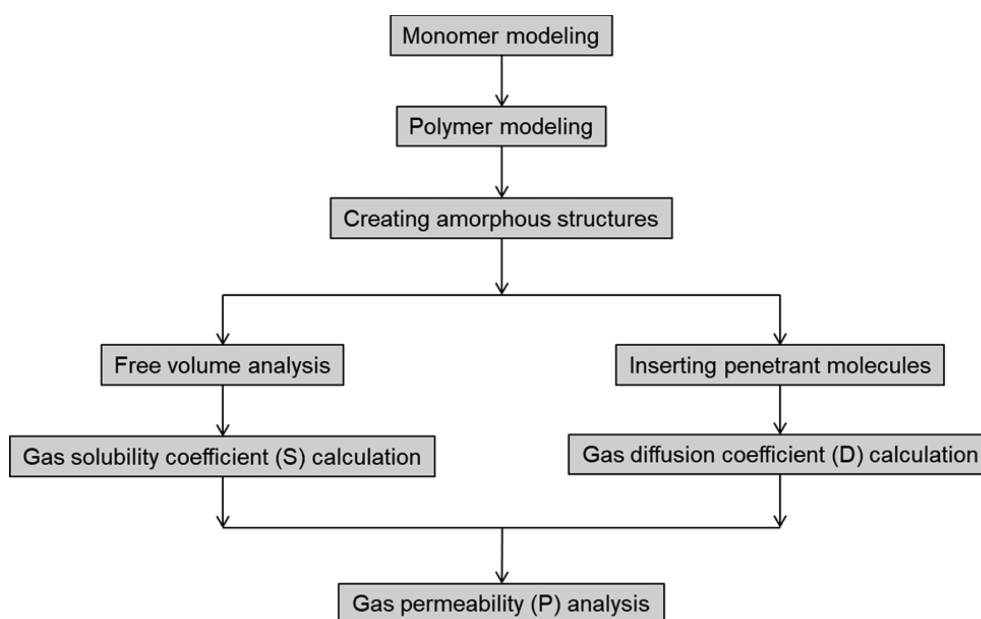 Monomer modeling
Polymer modeling
Creating amorphous structures
Free volume analysis
Inserting penetrant molecules
Gas solubility coefficient (S) calculation
Gas diffusion coefficient (D) calculation
Gas permeability (P) analysis